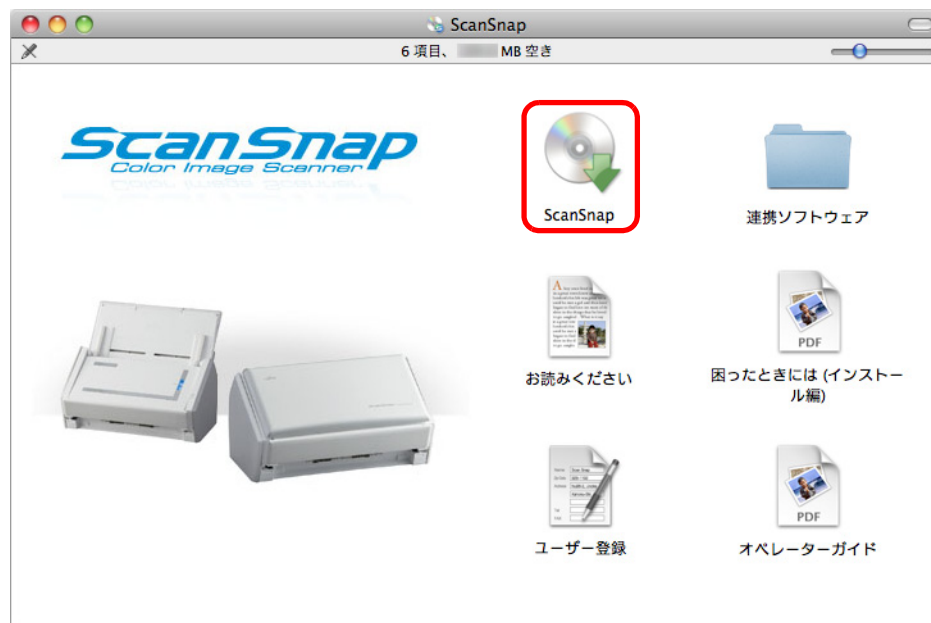 ScanSnap
6 項目、 MB 空き
ScanSnap
Color Image Scanner
ScanSnap
連携ソフトウェア
PDF
お読みください
困ったときには (インストー
ル編)
PDF
ユーザー登録
オペレーターガイド